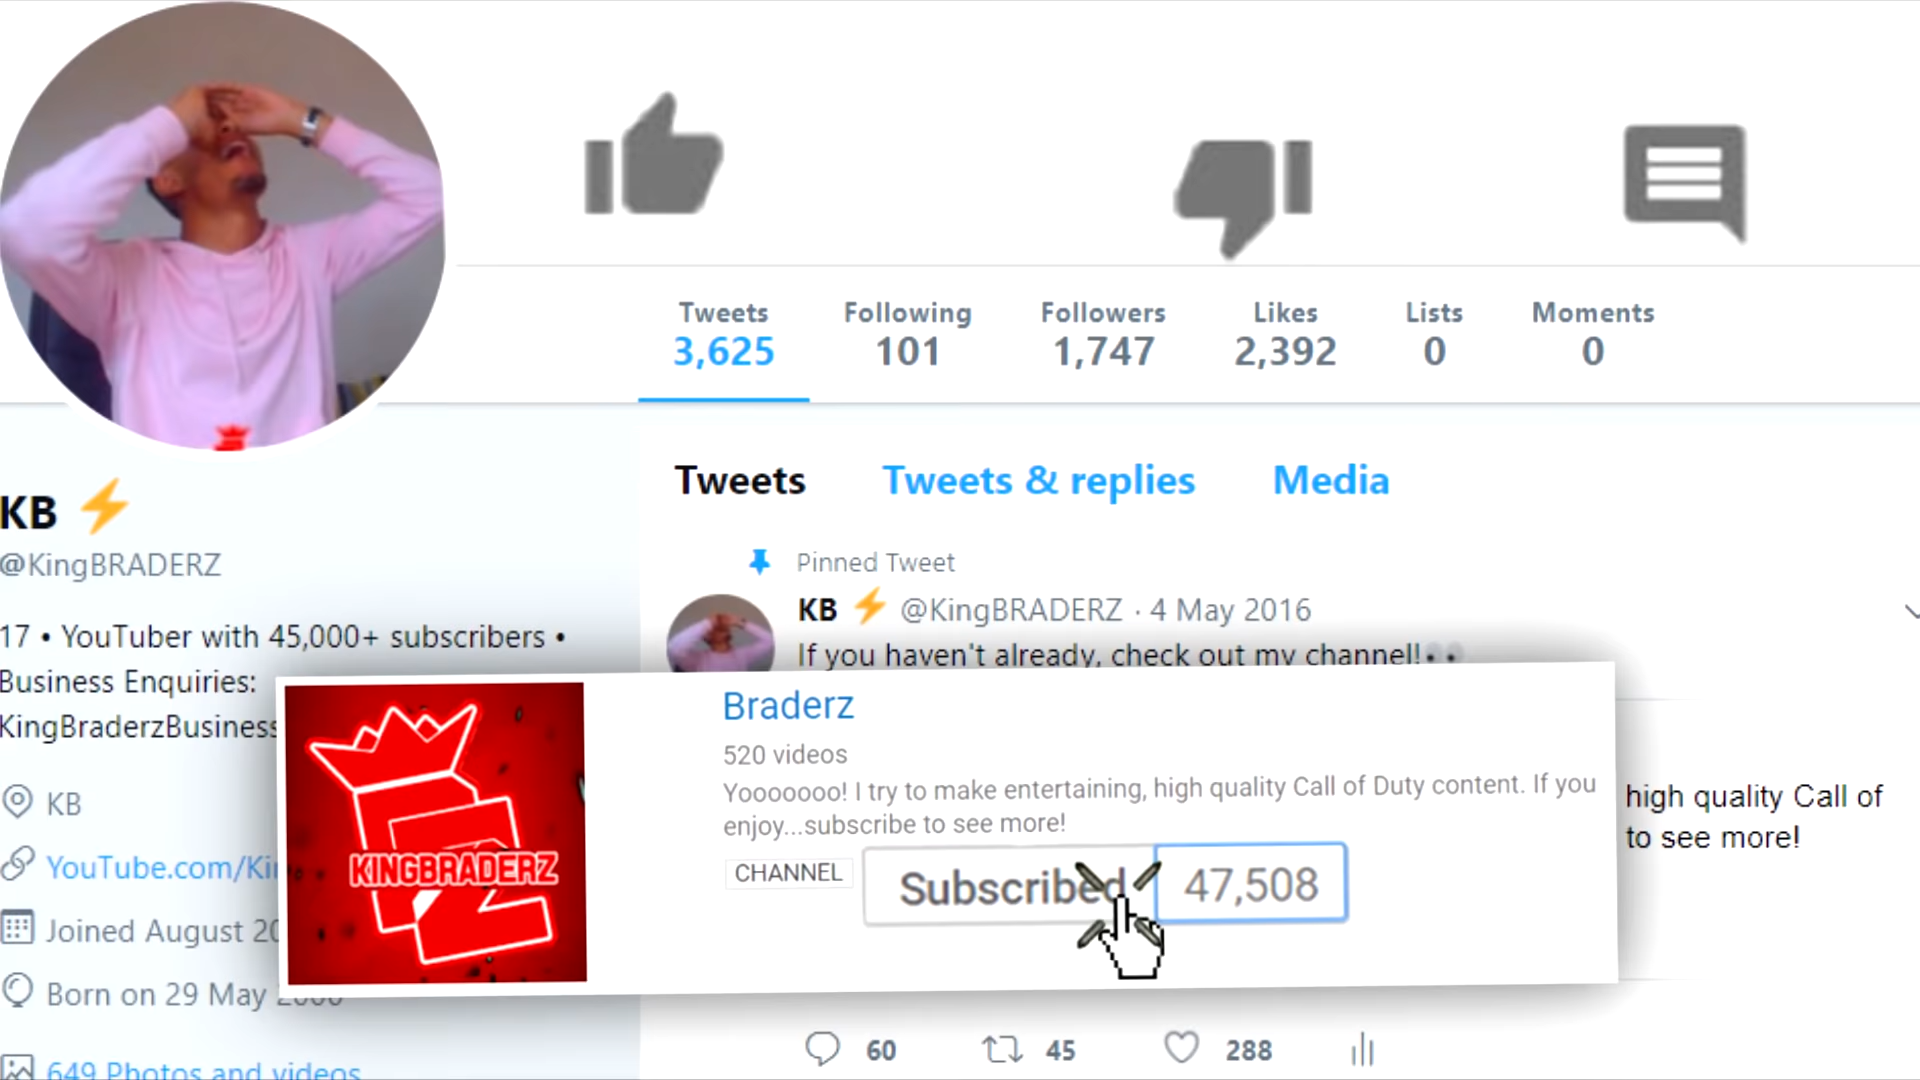 Tweets Following Followers Likes Lists Moments
3,625 101 1,747 2,392 0 0
Tweets Tweets & replies Media
KB ⚡
@KingBRADERZ
17 • YouTuber with 45,000+ subscribers •
Business Enquiries:
KingBraderzBusiness
KB
YouTube.com/Ki
Joined August 20
Born on 29 May 2000
649 Photos and videos
Pinned Tweet
KB ⚡ @KingBRADERZ · 4 May 2016
If you haven't already, check out my channel!👀
KINGBRADERZ
Braderz
520 videos
Yooooooo! I try to make entertaining, high quality Call of Duty content. If you
enjoy...subscribe to see more!
CHANNEL Subscribed 47,508
high quality Call of
to see more!
60 45 288